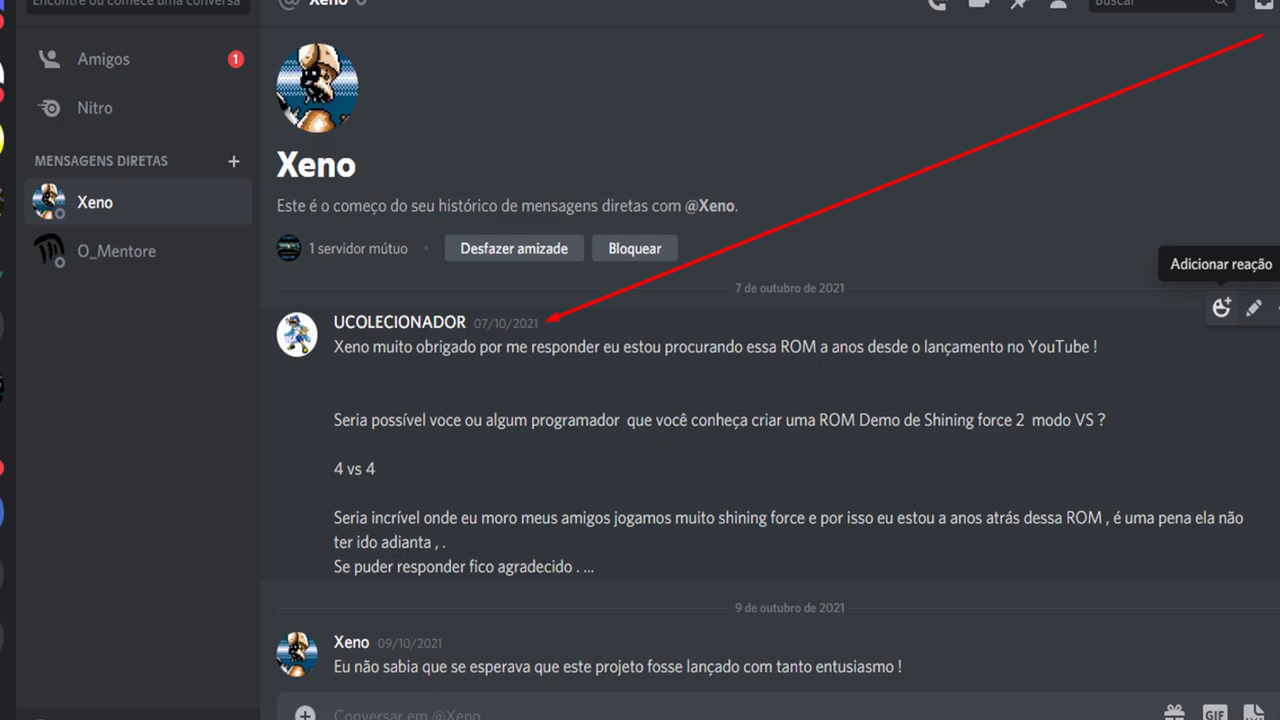 Encontre ou comece uma conversa
Xeno
Buscar
Amigos
1
Nitro
MENSAGENS DIRETAS
Xeno
O_Mentore
Xeno
Este é o começo do seu histórico de mensagens diretas com @Xeno.
1 servidor mútuo
Desfazer amizade
Bloquear
Adicionar reação
7 de outubro de 2021
UCOLECIONADOR 07/10/2021
Xeno muito obrigado por me responder eu estou procurando essa ROM a anos desde o lançamento no YouTube !
Seria possível voce ou algum programador que você conheça criar uma ROM Demo de Shining force 2 modo VS ?
4 vs 4
Seria incrível onde eu moro meus amigos jogamos muito shining force e por isso eu estou a anos atrás dessa ROM , é uma pena ela não
ter ido adianta , .
Se puder responder fico agradecido . ...
9 de outubro de 2021
Xeno 09/10/2021
Eu não sabia que se esperava que este projeto fosse lançado com tanto entusiasmo !
Conversar em @Xeno
GIF